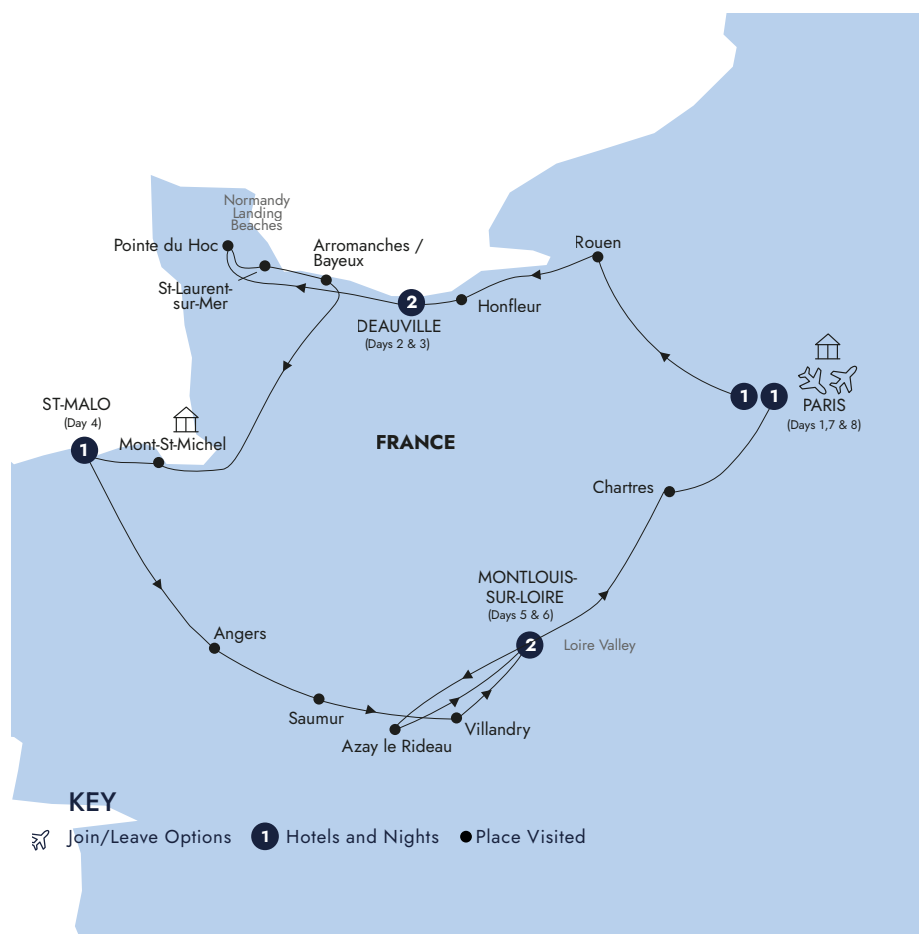 Normandy
Landing
Beaches
Pointe du Hoc
Arromanches /
Bayeux
Rouen
St-Laurent-
sur-Mer
2
Honfleur
DEAUVILLE
(Days 2 & 3)
1
1
PARIS
(Days 1,7 & 8)
ST-MALO
(Day 4)
1
Mont-St-Michel
FRANCE
Chartres
MONTLOUIS-
SUR-LOIRE
(Days 5 & 6)
2
Loire Valley
Angers
Saumur
Villandry
Azay le Rideau
KEY
Join/Leave Options
1 Hotels and Nights
Place Visited